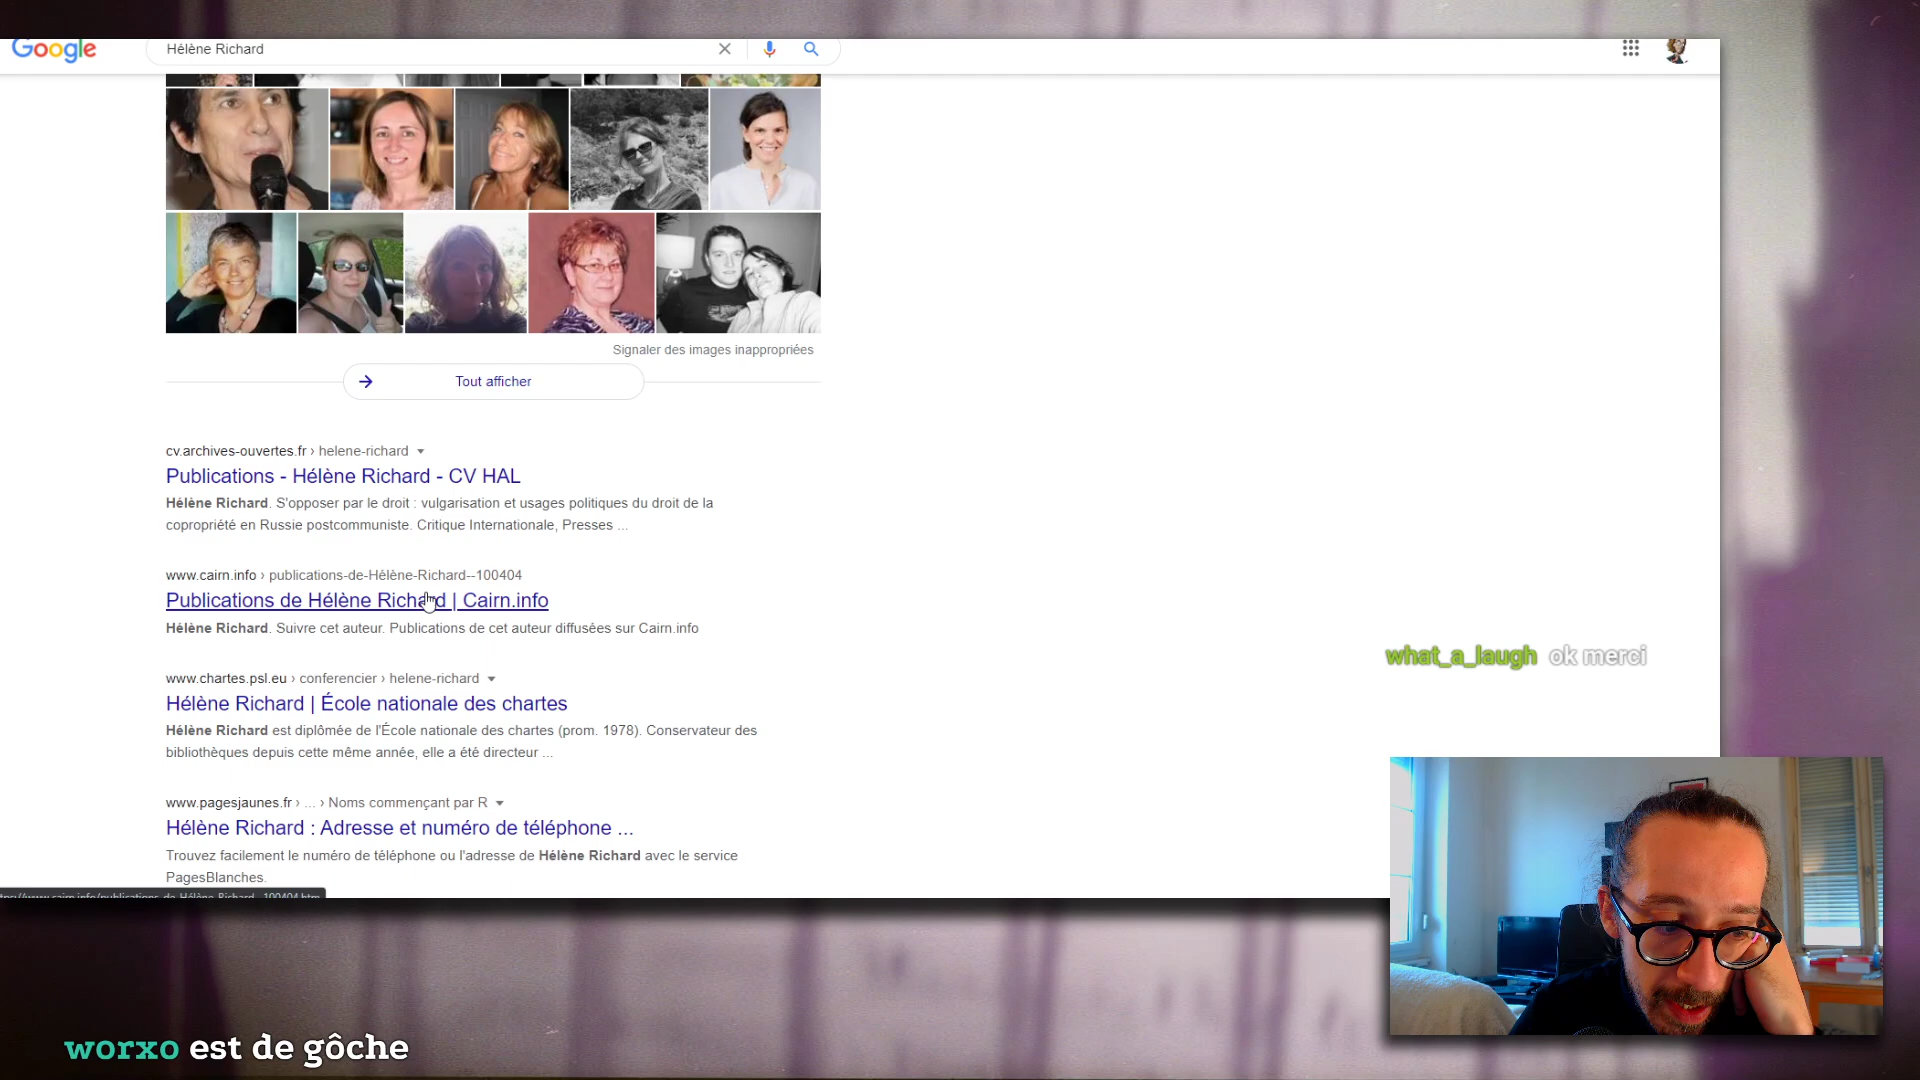 Google
Hélène Richard
Signaler des images inappropriées
Tout afficher
cv.archives-ouvertes.fr › helene-richard
Publications - Hélène Richard - CV HAL
Hélène Richard. S'opposer par le droit : vulgarisation et usages politiques du droit de la
copropriété en Russie postcommuniste. Critique Internationale, Presses ...
www.cairn.info › publications-de-Hélène-Richard--100404
Publications de Hélène Richard | Cairn.info
Hélène Richard. Suivre cet auteur. Publications de cet auteur diffusées sur Cairn.info
www.chartes.psl.eu › conferencier › helene-richard
Hélène Richard | École nationale des chartes
Hélène Richard est diplômée de l'École nationale des chartes (prom. 1978). Conservateur des
bibliothèques depuis cette même année, elle a été directeur ...
www.pagesjaunes.fr › ... › Noms commençant par R
Hélène Richard : Adresse et numéro de téléphone ...
Trouvez facilement le numéro de téléphone ou l'adresse de Hélène Richard avec le service
PagesBlanches.
what_a_laugh ok merci
worxo est de gôche